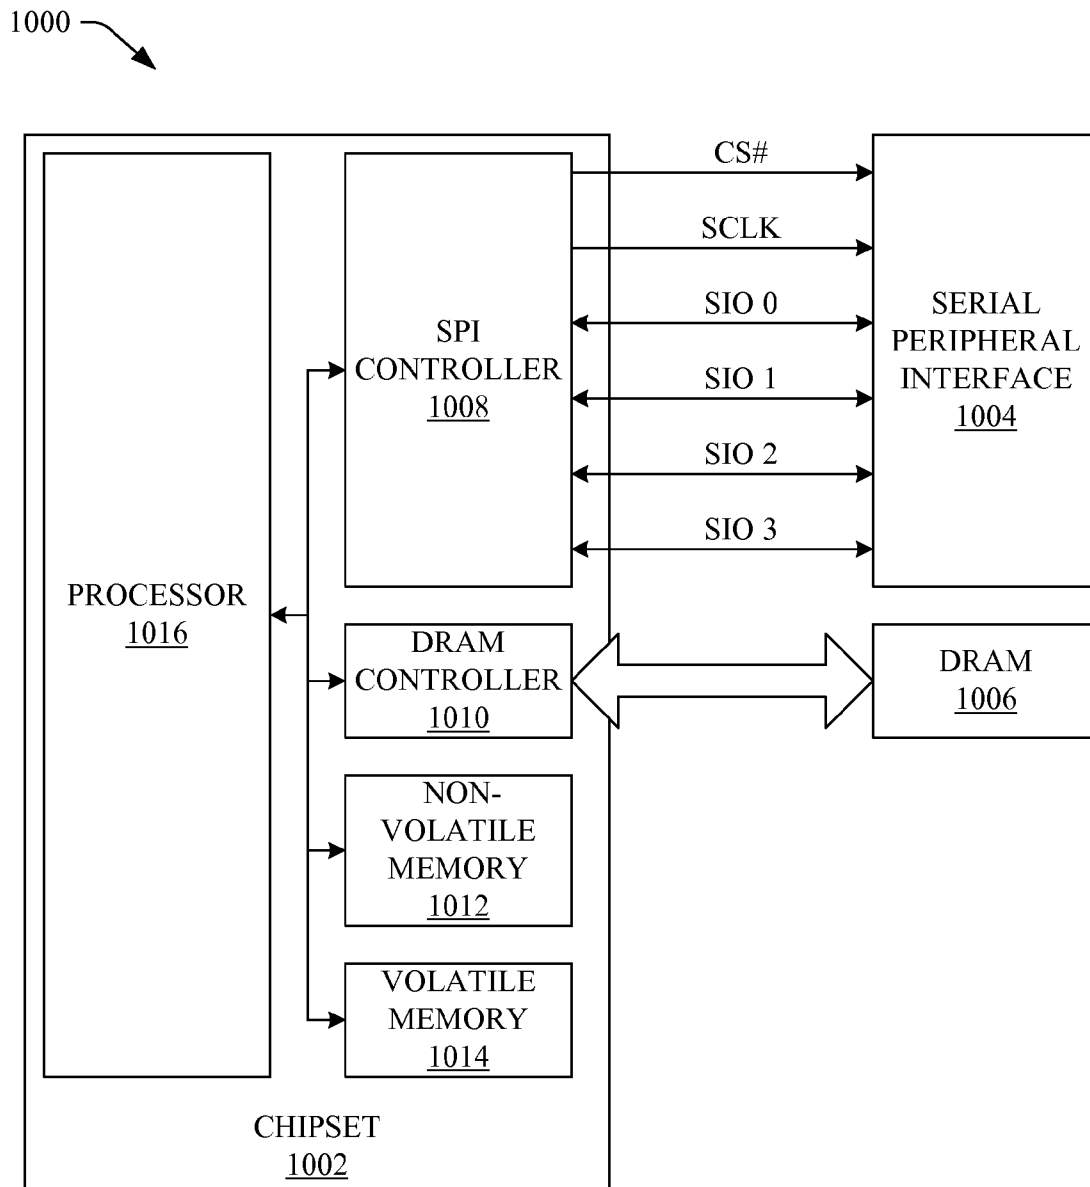 1000
CS#
SCLK
SIO 0
SIO 1
SIO 2
SIO 3
SPI
CONTROLLER
1008
SERIAL
PERIPHERAL
INTERFACE
1004
PROCESSOR
1016
DRAM
CONTROLLER
1010
DRAM
1006
NON-
VOLATILE
MEMORY
1012
VOLATILE
MEMORY
1014
CHIPSET
1002